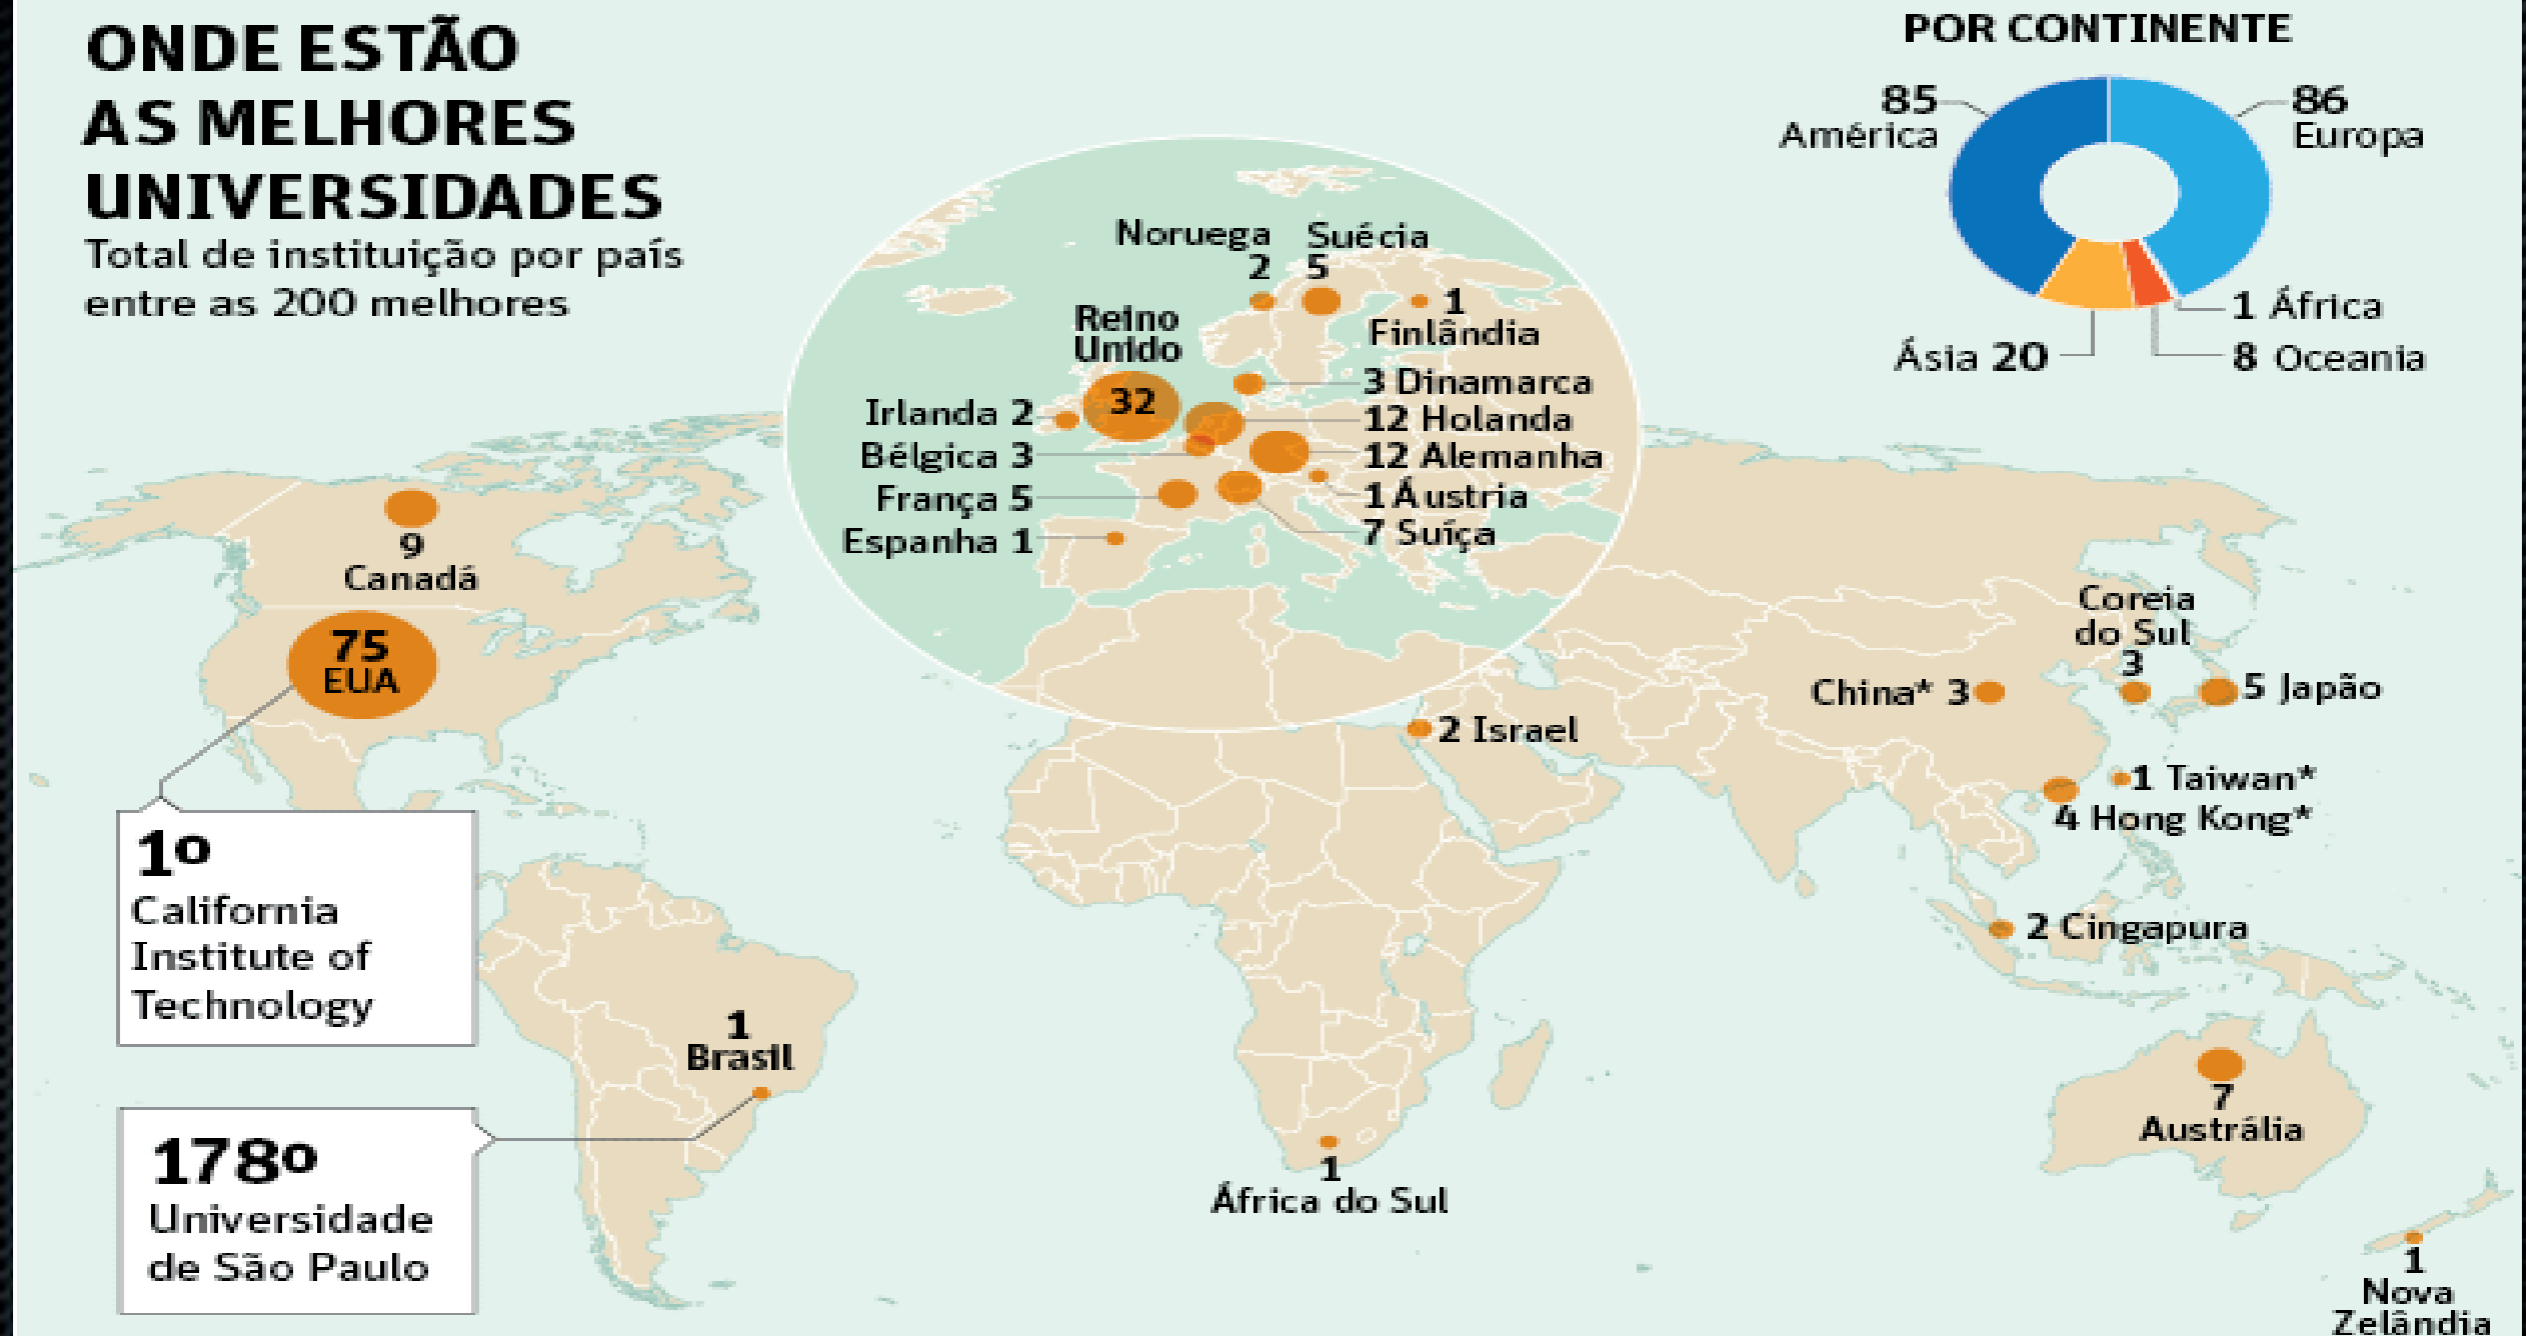 ONDE ESTÃO
AS MELHORES
UNIVERSIDADES
Total de instituição por país
entre as 200 melhores
POR CONTINENTE
85
América
86
Europa
1 África
8 Oceania
Ásia 20
Noruega
2
Suécia
5
1
Finlândia
Reino
Unido
32
Irlanda 2
Bélgica 3
França 5
Espanha 1
3 Dinamarca
12 Holanda
12 Alemanha
1 Áustria
7 Suíça
9
Canadá
75
EUA
1º
California
Institute of
Technology
1
Brasil
178º
Universidade
de São Paulo
2 Israel
1
África do Sul
China* 3
Coreia
do Sul
3
5 Japão
1 Taiwan*
4 Hong Kong*
2 Cingapura
7
Austrália
1
Nova
Zelândia